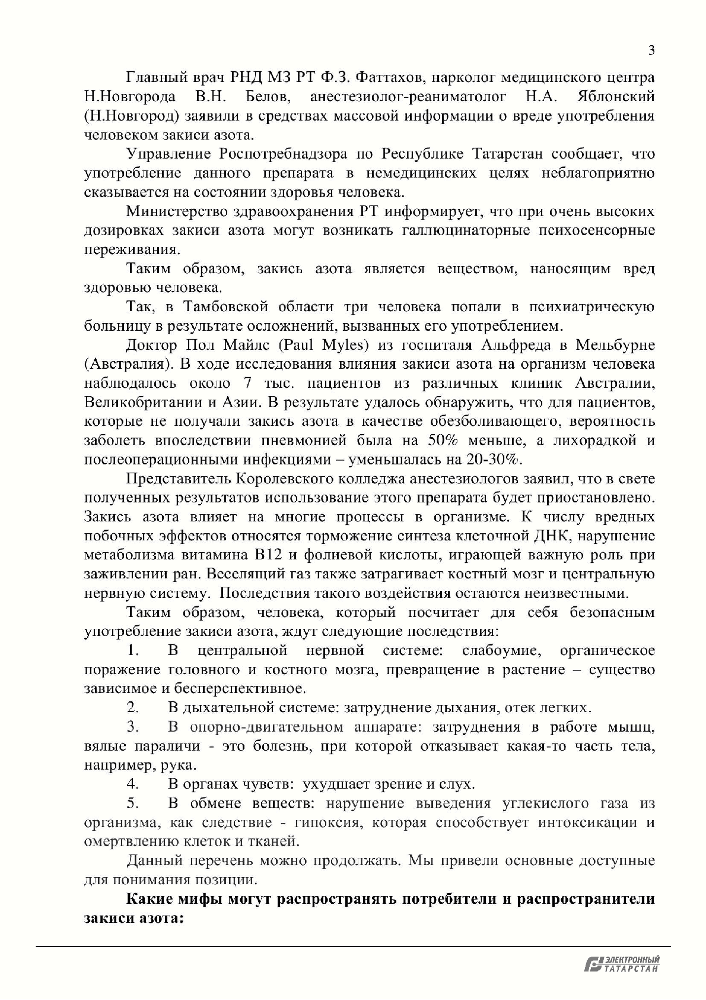 3
Главный врач РНД МЗ РТ Ф.З. Фаттахов, нарколог медицинского центра
Н.Новгорода В.Н. Белов, анестезиолог-реаниматолог Н.А. Яблонский
(Н.Новгород) заявили в средствах массовой информации о вреде употребления
человеком закиси азота.
Управление Роспотребнадзора по Республике Татарстан сообщает, что
употребление данного препарата в немедицинских целях неблагоприятно
сказывается на состоянии здоровья человека.
Министерство здравоохранения РТ информирует, что при очень высоких
дозировках закиси азота могут возникать галлюцинаторные психосенсорные
переживания.
Таким образом, закись азота является веществом, наносящим вред
здоровью человека.
Так, в Тамбовской области три человека попали в психиатрическую
больницу в результате осложнений, вызванных его употреблением.
Доктор Пол Майлс (Paul Myles) из госпиталя Альфреда в Мельбурне
(Австралия). В ходе исследования влияния закиси азота на организм человека
наблюдалось около 7 тыс. пациентов из различных клиник Австралии,
Великобритании и Азии. В результате удалось обнаружить, что для пациентов,
которые не получали закись азота в качестве обезболивающего, вероятность
заболеть впоследствии пневмонией была на 50% меньше, а лихорадкой и
послеоперационными инфекциями – уменьшалась на 20-30%.
Представитель Королевского колледжа анестезиологов заявил, что в свете
полученных результатов использование этого препарата будет приостановлено.
Закись азота влияет на многие процессы в организме. К числу вредных
побочных эффектов относятся торможение синтеза клеточной ДНК, нарушение
метаболизма витамина В12 и фолиевой кислоты, играющей важную роль при
заживлении ран. Веселящий газ также затрагивает костный мозг и центральную
нервную систему. Последствия такого воздействия остаются неизвестными.
Таким образом, человека, который посчитает для себя безопасным
употребление закиси азота, ждут следующие последствия:
1. В центральной нервной системе: слабоумие, органическое
поражение головного и костного мозга, превращение в растение – существо
зависимое и бесперспективное.
2. В дыхательной системе: затруднение дыхания, отек легких.
3. В опорно-двигательном аппарате: затруднения в работе мышц,
вялые параличи - это болезнь, при которой отказывает какая-то часть тела,
например, рука.
4. В органах чувств: ухудшает зрение и слух.
5. В обмене веществ: нарушение выведения углекислого газа из
организма, как следствие - гипоксия, которая способствует интоксикации и
омертвлению клеток и тканей.
Данный перечень можно продолжать. Мы привели основные доступные
для понимания позиции.
Какие мифы могут распространять потребители и распространители
закиси азота:
ЭЛЕКТРОННЫЙ
ТАТАРСТАН